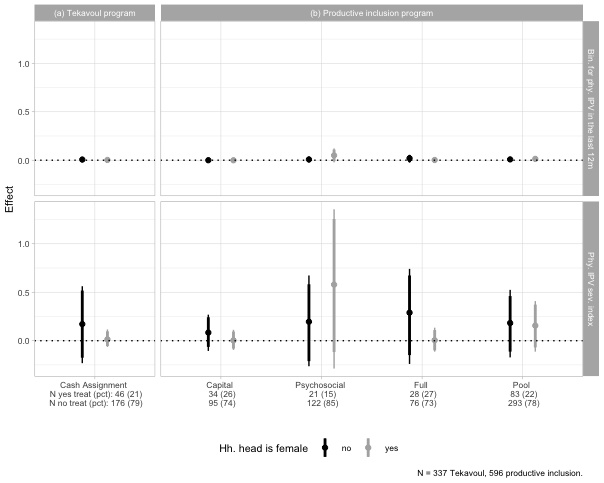 (a) Tekavoul program
(b) Productive inclusion program
Bin. for phy. IPV in the last 12m
1.0
0.5
0.0
Effect
Phy. IPV sev. index
1.0
0.5
0.0
Cash Assignment
N yes treat (pct): 46 (21)
N no treat (pct): 176 (79)
Capital
34 (26)
95 (74)
Psychosocial
21 (15)
122 (85)
Full
28 (27)
76 (73)
Pool
83 (22)
293 (78)
Hh. head is female no yes
N = 337 Tekavoul, 596 productive inclusion.